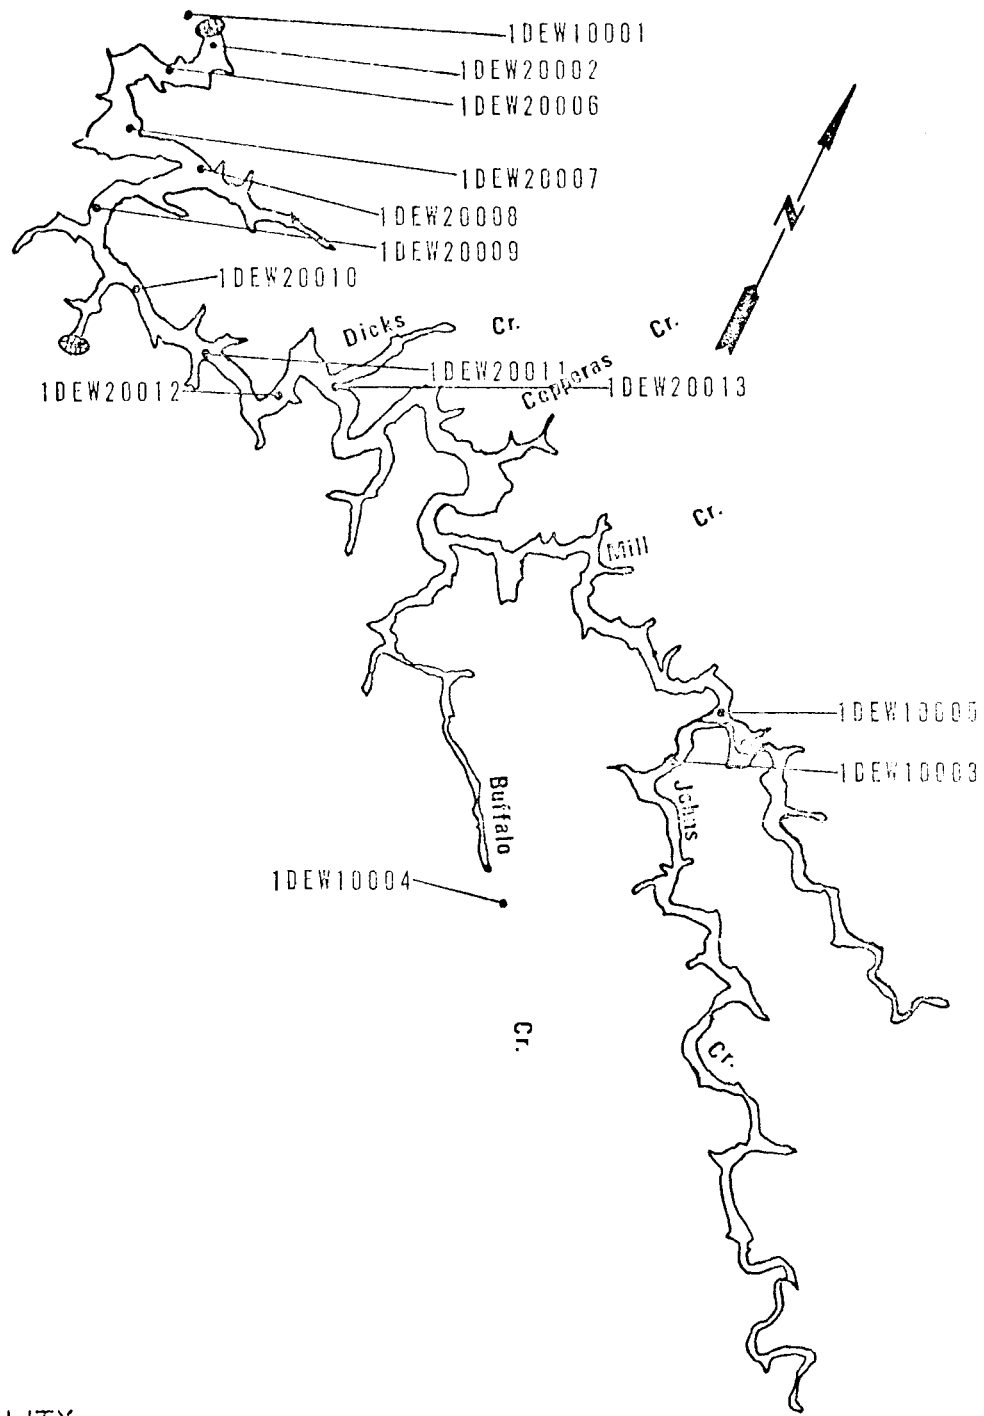 1DEW10001
1DEW20002
1DEW20006
1DEW20007
1DEW20008
1DEW20009
1DEW20010
Dicks Cr.
Copperas Cr.
1DEW20011
1DEW20012
1DEW20013
Mill Cr.
1DEW10005
1DEW10003
Johns Cr.
Buffalo Cr.
1DEW10004
N